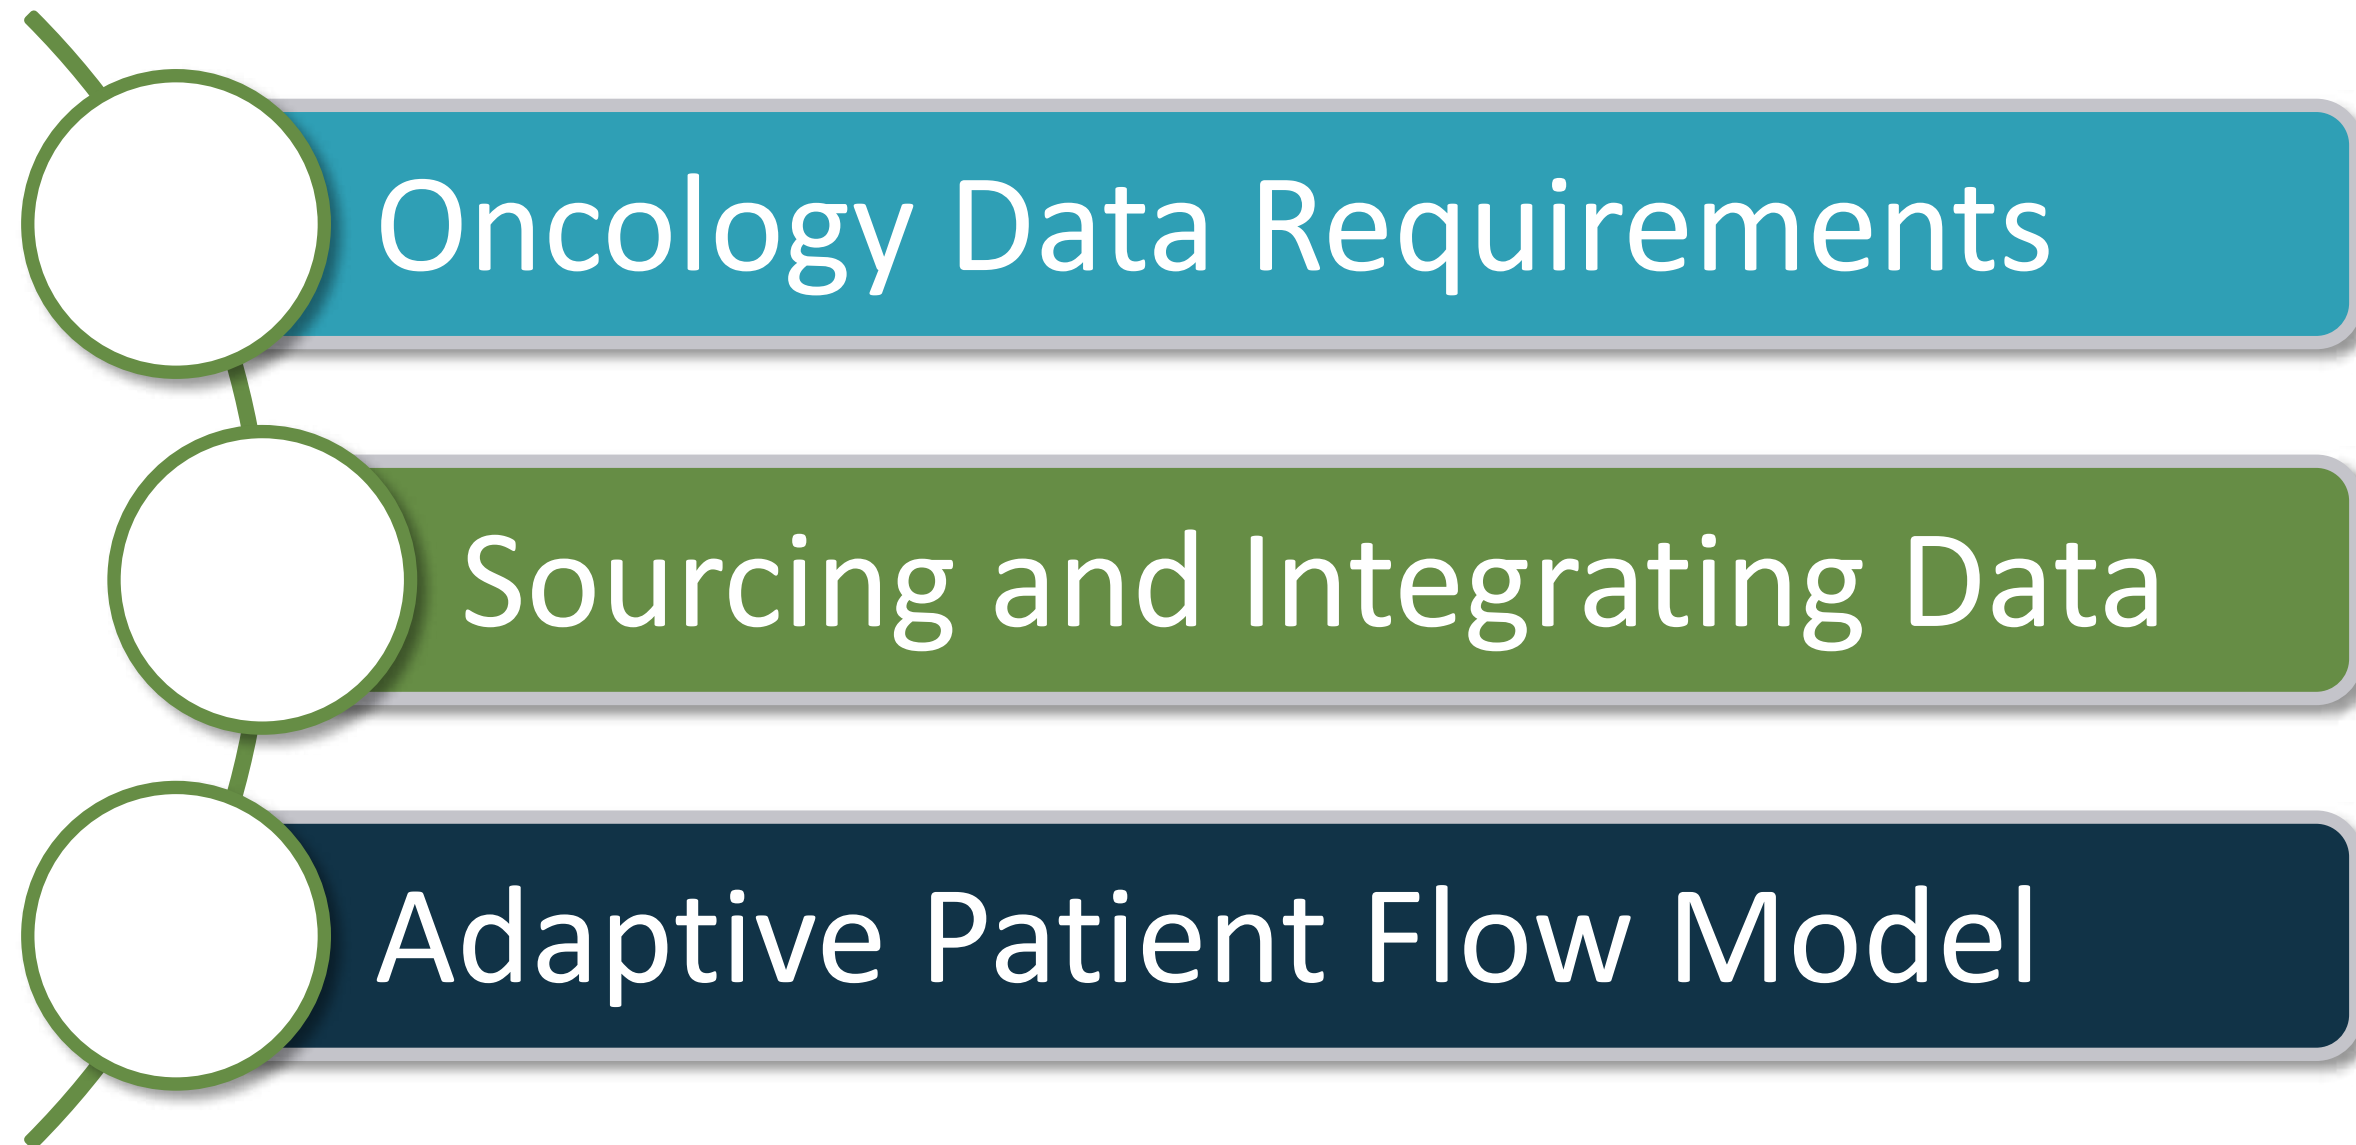 Oncology Data Requirements
Sourcing and Integrating Data
Adaptive Patient Flow Model